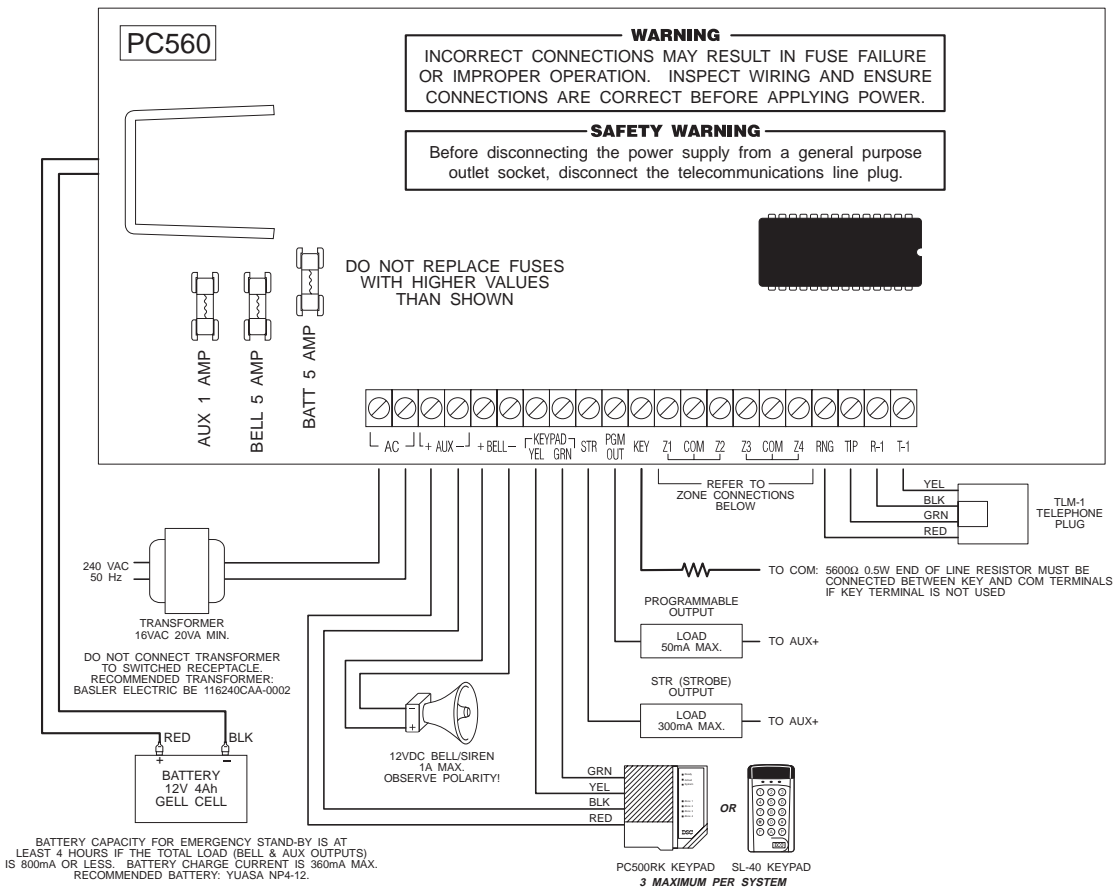 PC560
WARNING
INCORRECT CONNECTIONS MAY RESULT IN FUSE FAILURE
OR IMPROPER OPERATION. INSPECT WIRING AND ENSURE
CONNECTIONS ARE CORRECT BEFORE APPLYING POWER.
SAFETY WARNING
Before disconnecting the power supply from a general purpose
outlet socket, disconnect the telecommunications line plug.
DO NOT REPLACE FUSES
WITH HIGHER VALUES
THAN SHOWN
AUX 1 AMP
BELL 5 AMP
BATT 5 AMP
AC + AUX - + BELL - KEYPAD YEL GRN STR PGM OUT KEY Z1 COM Z2 Z3 COM Z4 RNG TIP R-1 T-1
REFER TO
ZONE CONNECTIONS
BELOW
YEL
BLK
GRN
RED
TLM-1
TELEPHONE
PLUG
240 VAC
50 Hz
TRANSFORMER
16VAC 20VA MIN.
DO NOT CONNECT TRANSFORMER
TO SWITCHED RECEPTACLE.
RECOMMENDED TRANSFORMER:
BASLER ELECTRIC BE 116240CAA-0002
TO COM: 5600Ω 0.5W END OF LINE RESISTOR MUST BE
CONNECTED BETWEEN KEY AND COM TERMINALS
IF KEY TERMINAL IS NOT USED
PROGRAMMABLE
OUTPUT
LOAD
50mA MAX.
TO AUX+
STR (STROBE)
OUTPUT
LOAD
300mA MAX.
TO AUX+
- +
12VDC BELL/SIREN
1A MAX.
OBSERVE POLARITY!
RED BLK
+ -
BATTERY
12V 4Ah
GELL CELL
BATTERY CAPACITY FOR EMERGENCY STAND-BY IS AT
LEAST 4 HOURS IF THE TOTAL LOAD (BELL & AUX OUTPUTS)
IS 800mA OR LESS. BATTERY CHARGE CURRENT IS 360mA MAX.
RECOMMENDED BATTERY: YUASA NP4-12.
GRN
YEL
BLK
RED
DSC
OR
PC500RK KEYPAD SL-40 KEYPAD
3 MAXIMUM PER SYSTEM